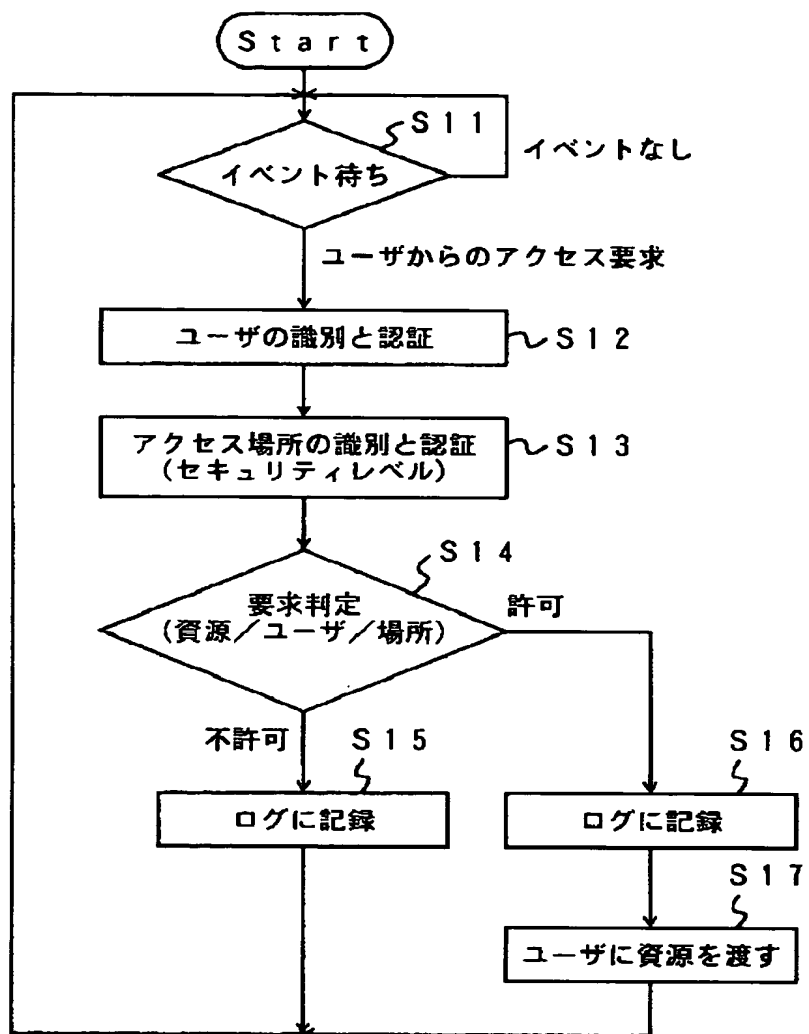 Start
S11
イベント待ち
イベントなし
ユーザからのアクセス要求
ユーザの識別と認証
S12
アクセス場所の識別と認証
(セキュリティレベル)
S13
S14
要求判定
(資源/ユーザ/場所)
許可
不許可
S15
ログに記録
S16
ログに記録
S17
ユーザに資源を渡す